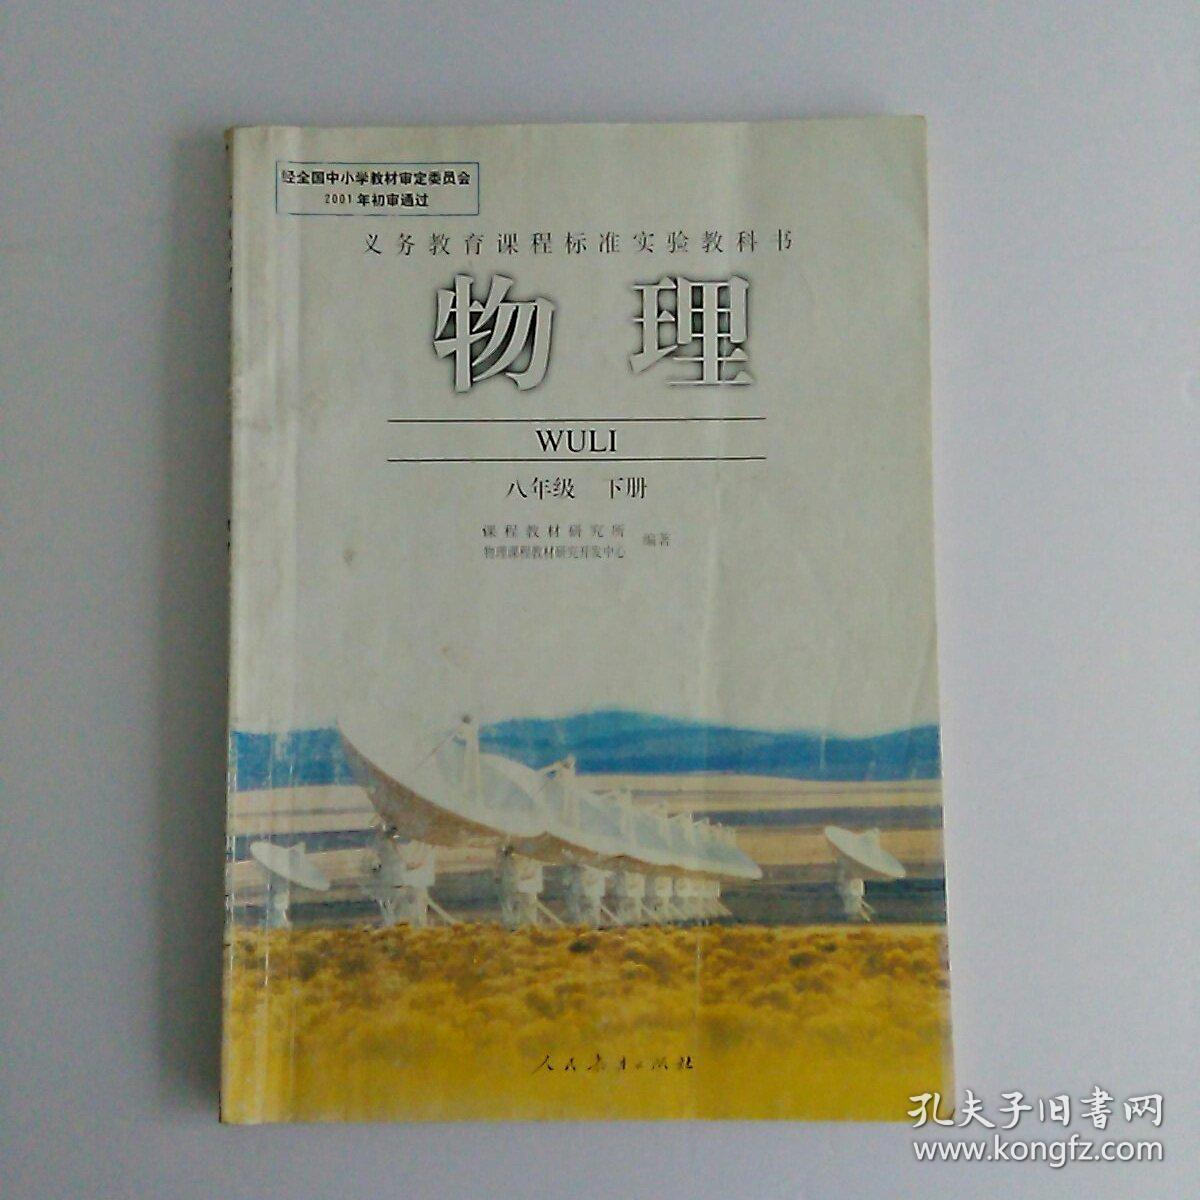 经全国中小学教材审定委员会
2001年初审通过
义务教育课程标准实验教科书
物理
WULI
八年级 下册
课程教材研究所
物理课程教材研究开发中心
编著
人民教育出版社
孔夫子旧书网
www.kongfz.com